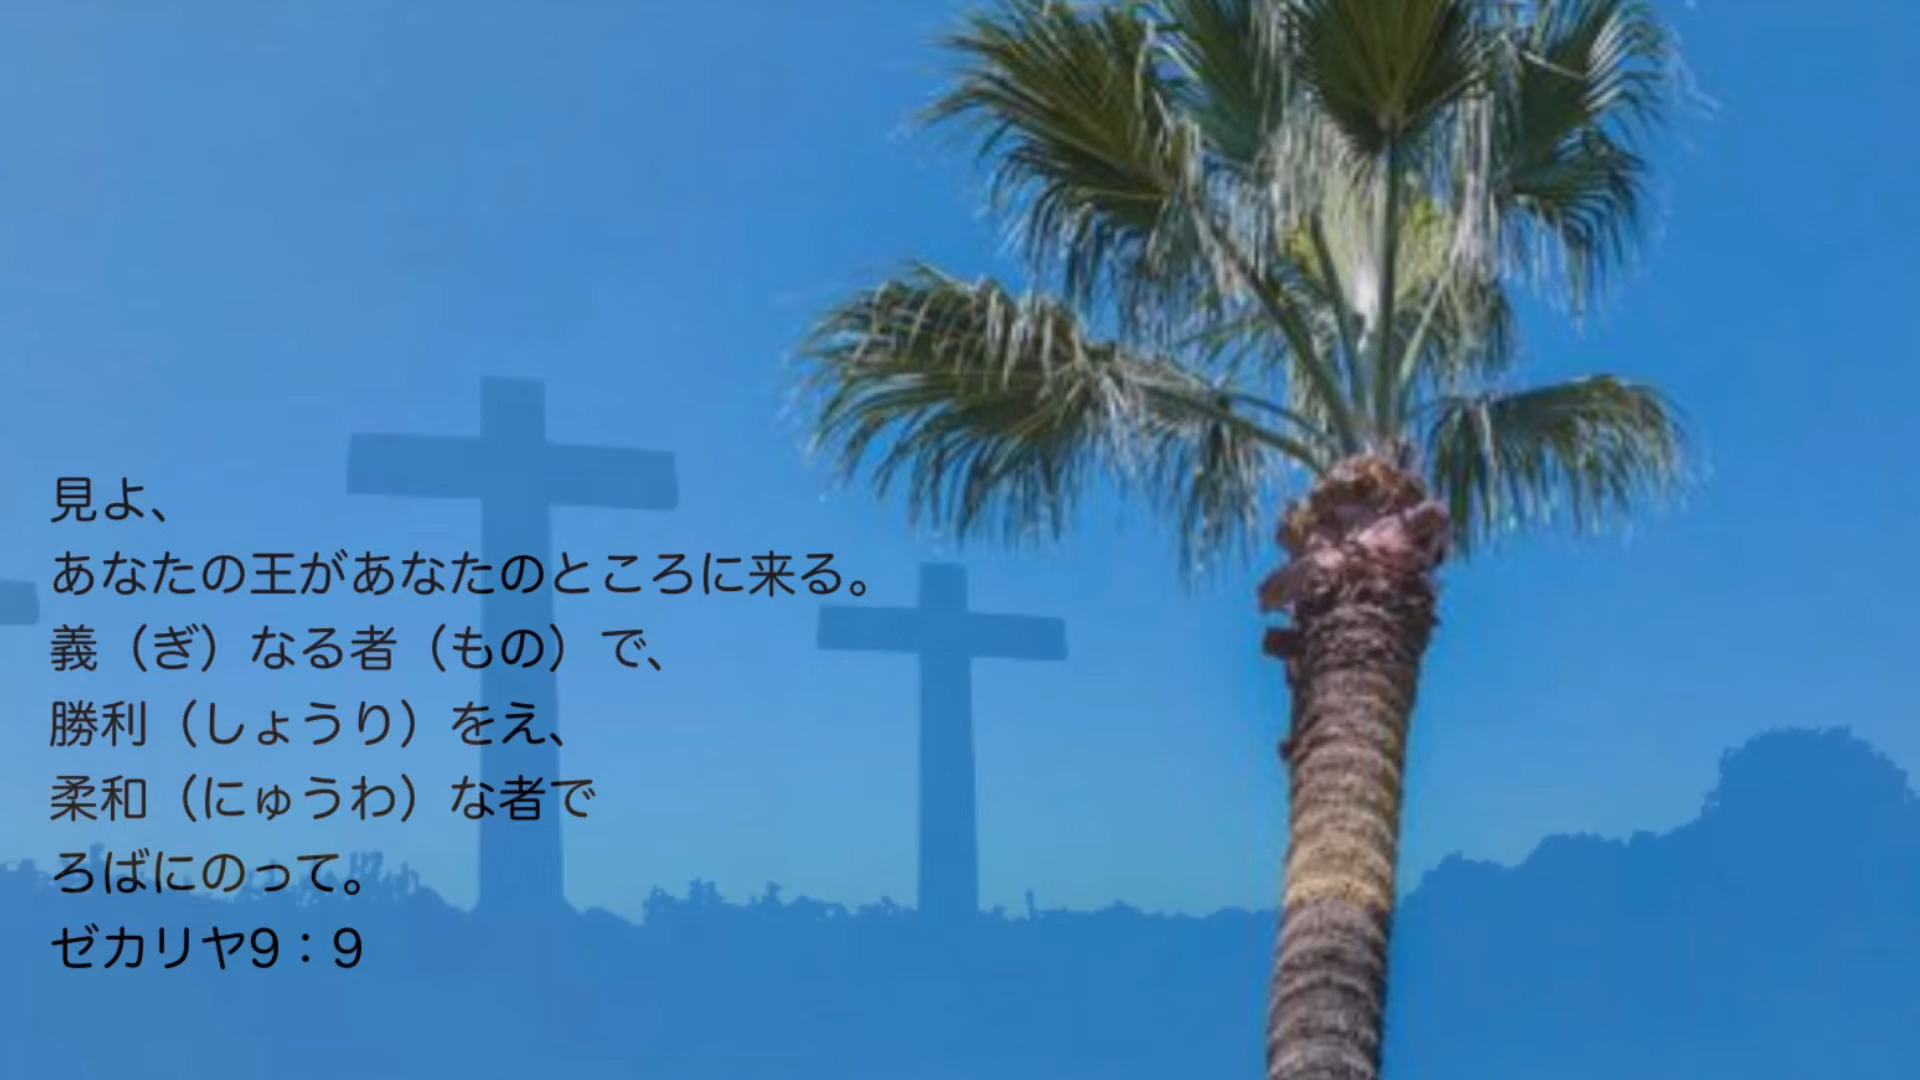 見よ、
あなたの王があなたのところに来る。
義（ぎ）なる者（もの）で、
勝利（しょうり）をえ、
柔和（にゅうわ）な者で
ろばにのって。
ゼカリヤ9：9